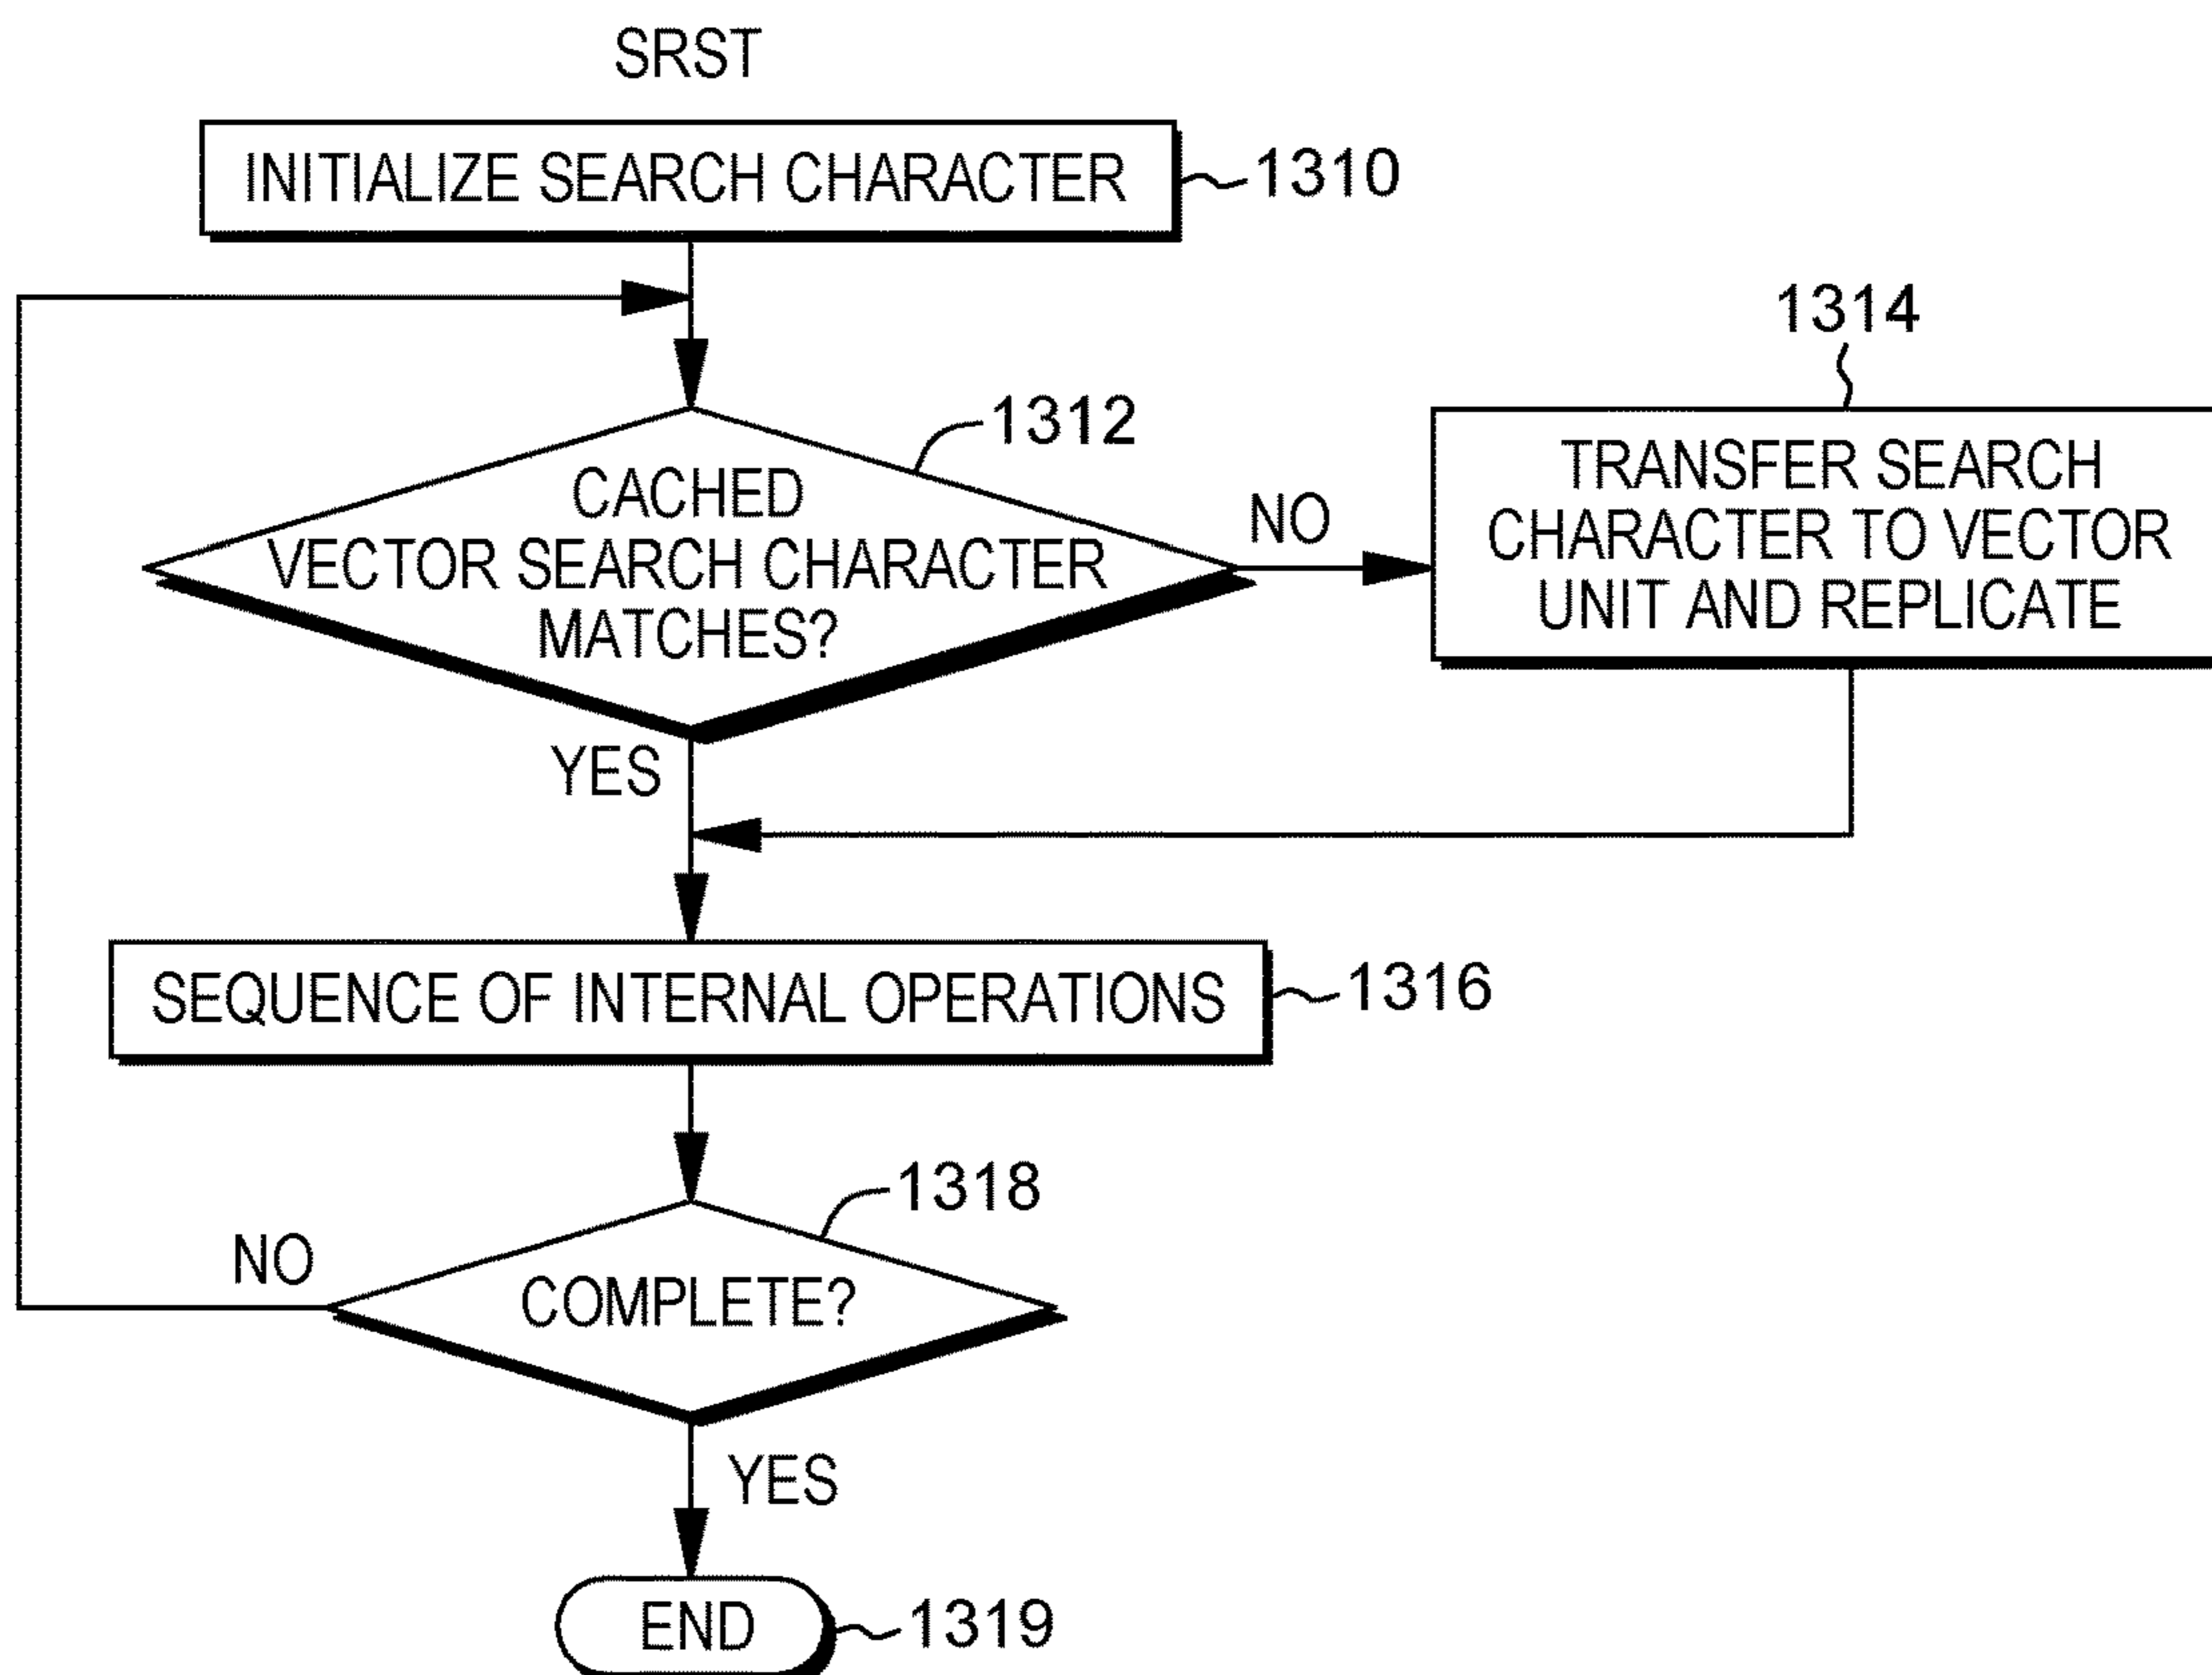 SRST
INITIALIZE SEARCH CHARACTER
1310
1314
1312
CACHED
VECTOR SEARCH CHARACTER
MATCHES?
NO
TRANSFER SEARCH
CHARACTER TO VECTOR
UNIT AND REPLICATE
YES
SEQUENCE OF INTERNAL OPERATIONS
1316
1318
NO
COMPLETE?
YES
END
1319